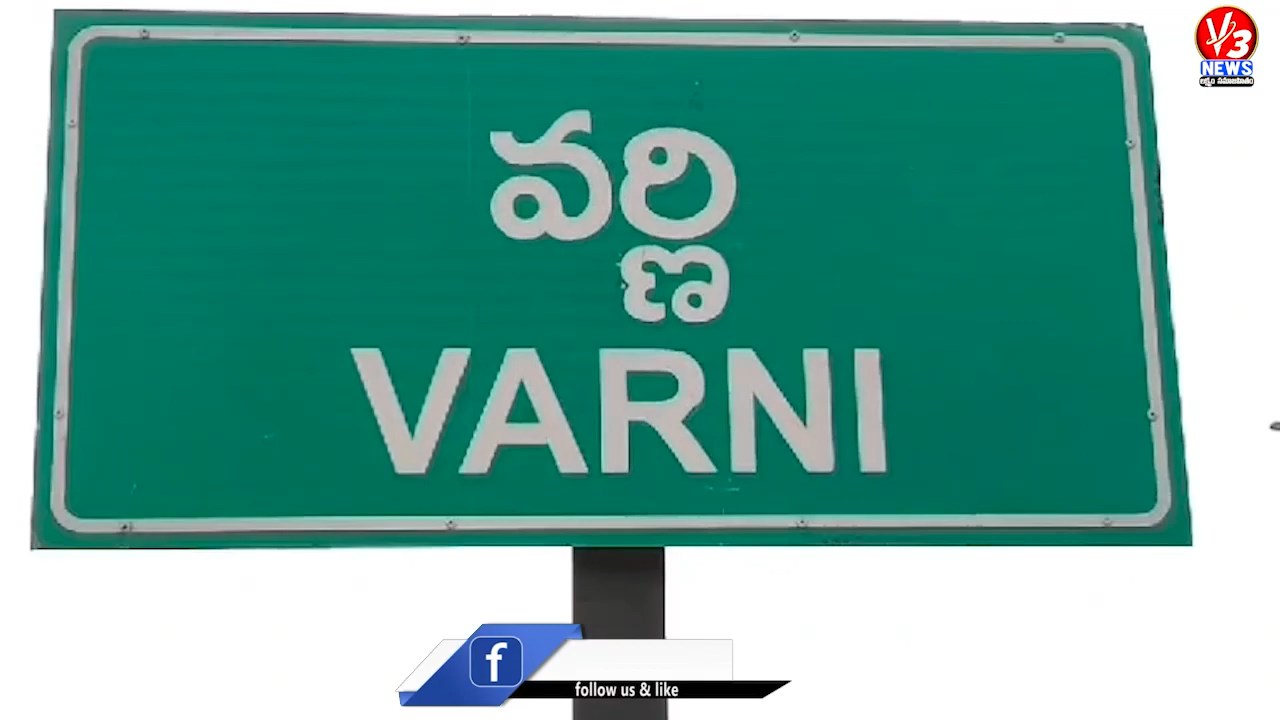 వర్ణి
VARNI
V3
NEWS
f
follow us & like